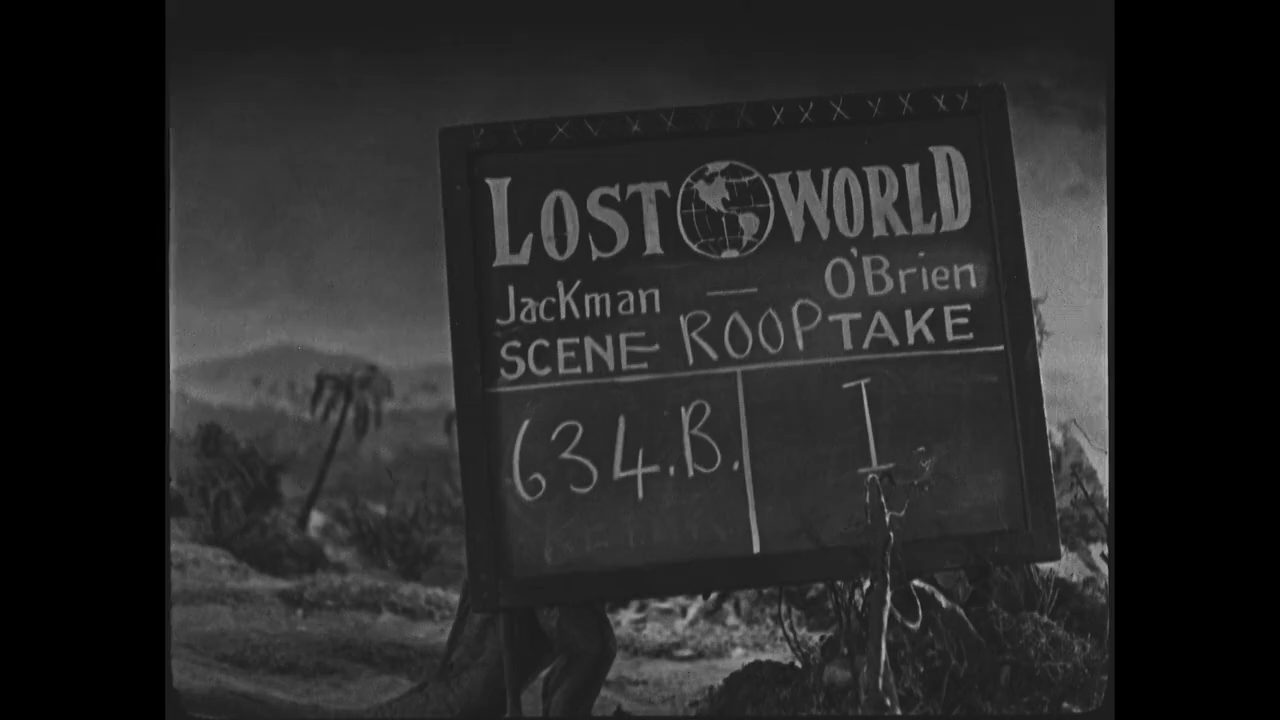 LOST WORLD
JacKman — O'Brien
SCENE ROOP TAKE
634.B. I